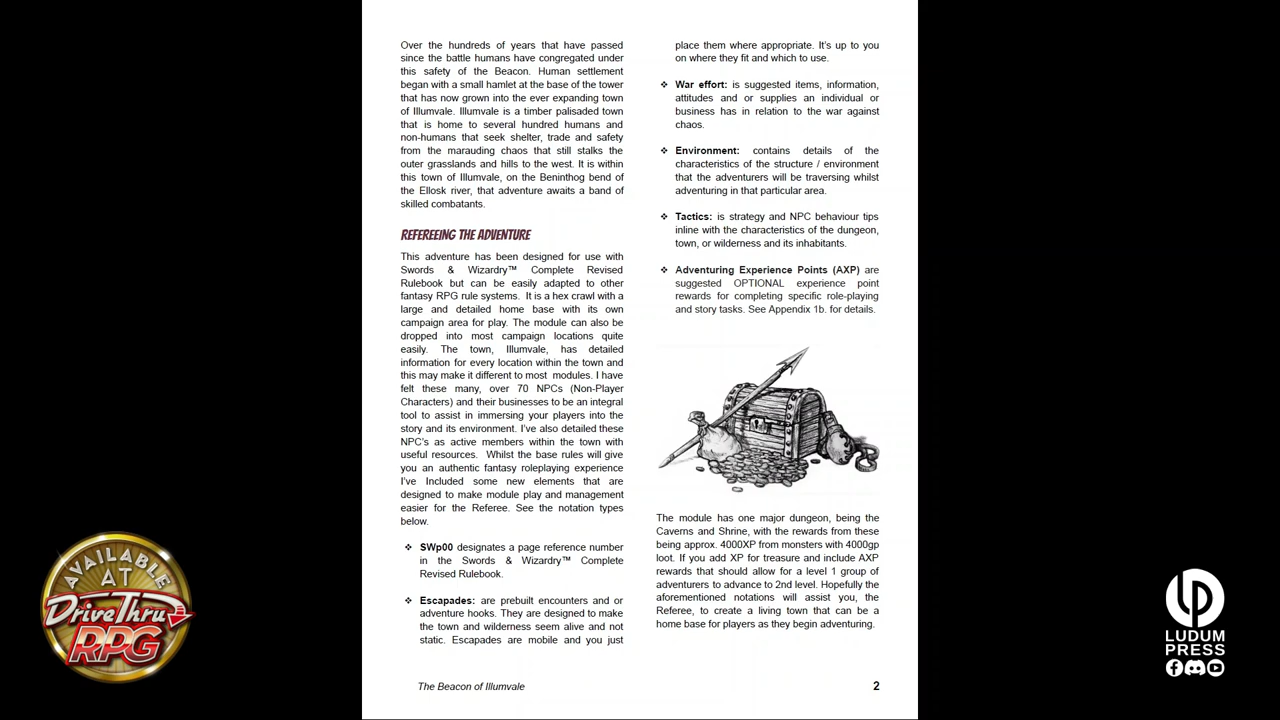 Over the hundreds of years that have passed
since the battle humans have congregated under
this safety of the Beacon. Human settlement
began with a small hamlet at the base of the tower
that has now grown into the ever expanding town
of Illumvale. Illumvale is a timber palisaded town
that is home to several hundred humans and
non-humans that seek shelter, trade and safety
from the marauding chaos that still stalks the
outer grasslands and hills to the west. It is within
this town of Illumvale, on the Beninthog bend of
the Ellosk river, that adventure awaits a band of
skilled combatants.
REFEREEING THE ADVENTURE
This adventure has been designed for use with
Swords & Wizardry™ Complete Revised
Rulebook but can be easily adapted to other
fantasy RPG rule systems. It is a hex crawl with a
large and detailed home base with its own
campaign area for play. The module can also be
dropped into most campaign locations quite
easily. The town, Illumvale, has detailed
information for every location within the town and
this may make it different to most modules. I have
felt these many, over 70 NPCs (Non-Player
Characters) and their businesses to be an integral
tool to assist in immersing your players into the
story and its environment. I've also detailed these
NPC's as active members within the town with
useful resources. Whilst the base rules will give
you an authentic fantasy roleplaying experience
I've Included some new elements that are
designed to make module play and management
easier for the Referee. See the notation types
below.
❖ SWp00 designates a page reference number
in the Swords & Wizardry™ Complete
Revised Rulebook.
❖ Escapades: are prebuilt encounters and or
adventure hooks. They are designed to make
the town and wilderness seem alive and not
static. Escapades are mobile and you just
place them where appropriate. It's up to you
on where they fit and which to use.
❖ War effort: is suggested items, information,
attitudes and or supplies an individual or
business has in relation to the war against
chaos.
❖ Environment: contains details of the
characteristics of the structure / environment
that the adventurers will be traversing whilst
adventuring in that particular area.
❖ Tactics: is strategy and NPC behaviour tips
inline with the characteristics of the dungeon,
town, or wilderness and its inhabitants.
❖ Adventuring Experience Points (AXP) are
suggested OPTIONAL experience point
rewards for completing specific role-playing
and story tasks. See Appendix 1b. for details.
The module has one major dungeon, being the
Caverns and Shrine, with the rewards from these
being approx. 4000XP from monsters with 4000gp
loot. If you add XP for treasure and include AXP
rewards that should allow for a level 1 group of
adventurers to advance to 2nd level. Hopefully the
aforementioned notations will assist you, the
Referee, to create a living town that can be a
home base for players as they begin adventuring.
The Beacon of Illumvale
2
AVAILABLE
AT
DriveThru
RPG
LUDUM
PRESS